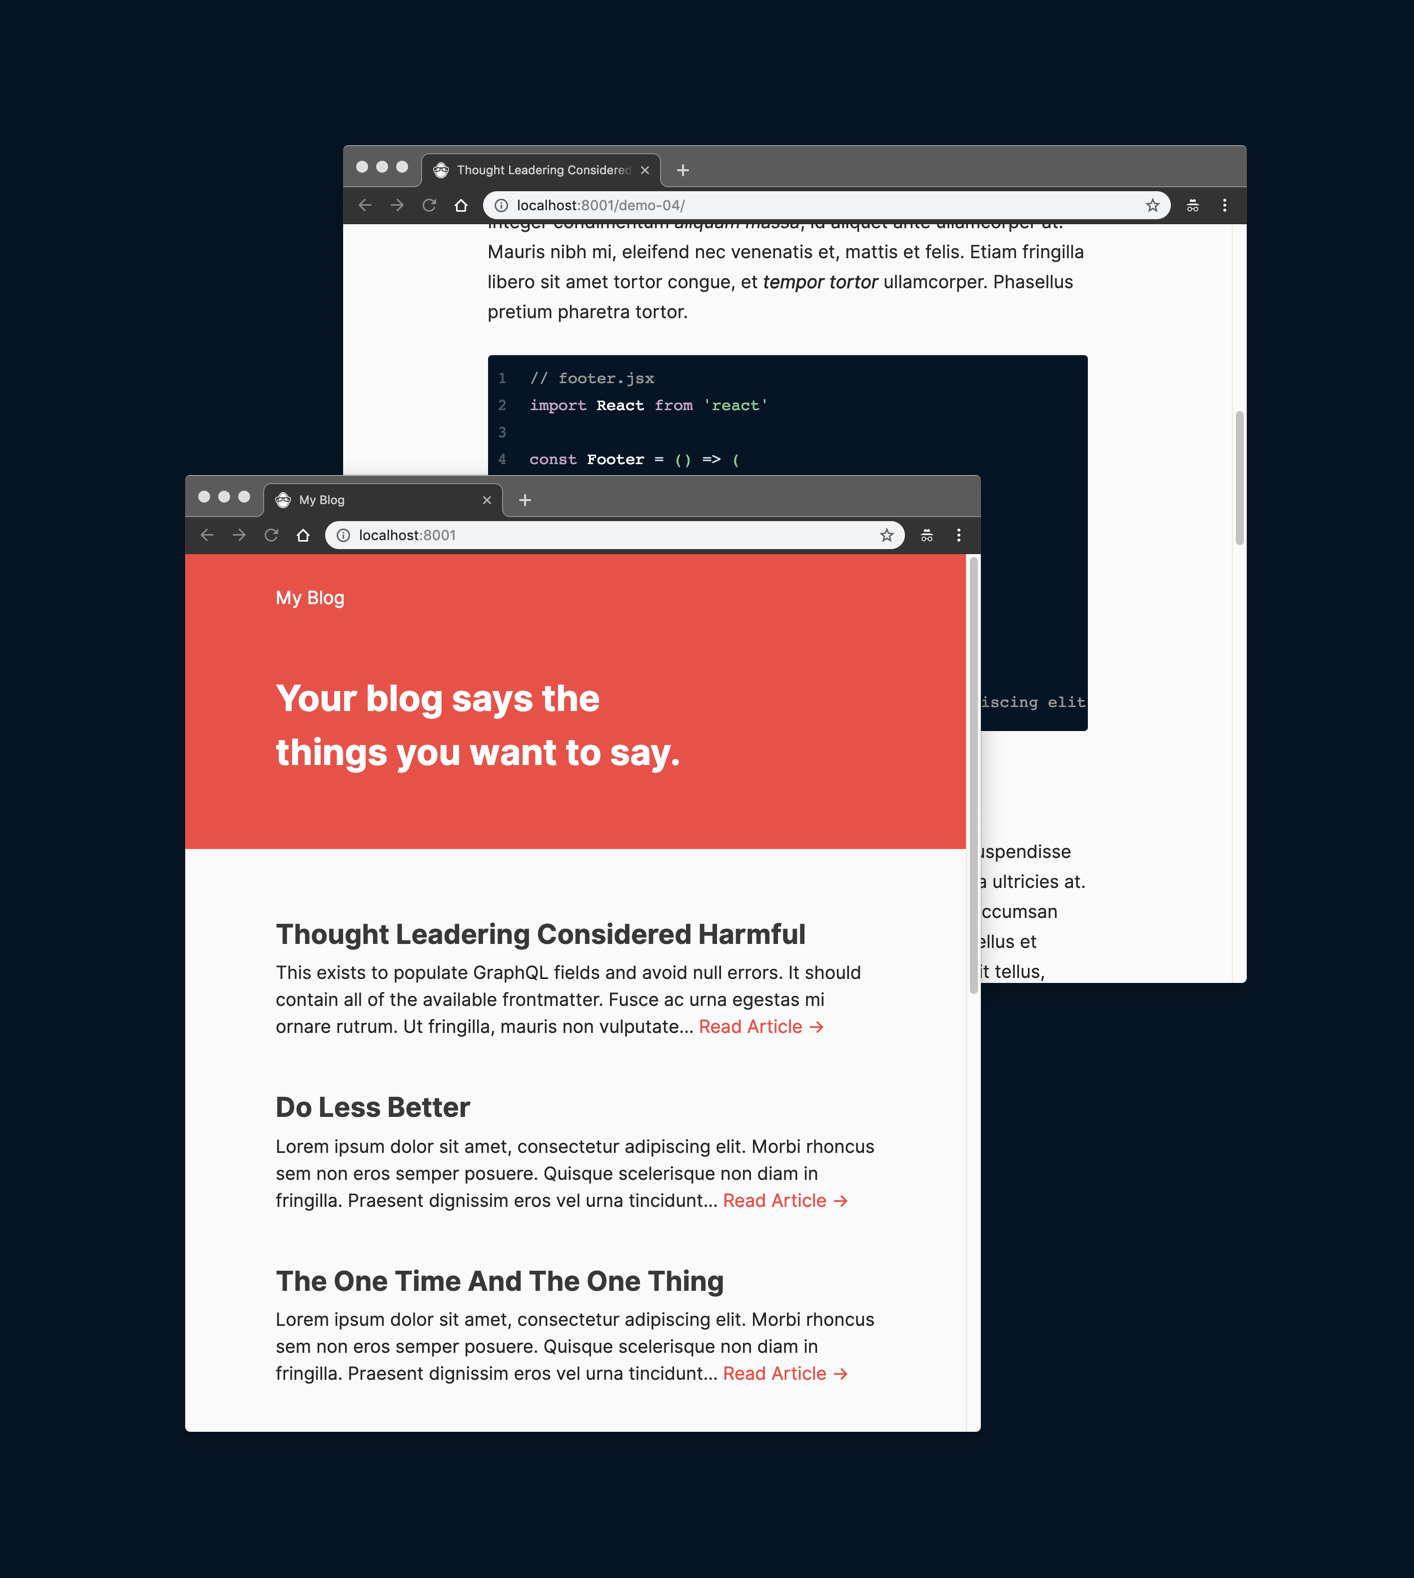 Thought Leadering Considered
localhost:8001/demo-04/
Integer condimentum aliquam massa, id aliquet ante ullamcorper at.
Mauris nibh mi, eleifend nec venenatis et, mattis et felis. Etiam fringilla
libero sit amet tortor congue, et tempor tortor ullamcorper. Phasellus
pretium pharetra tortor.
1 // footer.jsx
2 import React from 'react'
3
4 const Footer = () => (
iscing elit
uspendisse
a ultricies at.
ccumsan
ellus et
it tellus,
My Blog
localhost:8001
My Blog
Your blog says the
things you want to say.
Thought Leadering Considered Harmful
This exists to populate GraphQL fields and avoid null errors. It should
contain all of the available frontmatter. Fusce ac urna egestas mi
ornare rutrum. Ut fringilla, mauris non vulputate... Read Article →
Do Less Better
Lorem ipsum dolor sit amet, consectetur adipiscing elit. Morbi rhoncus
sem non eros semper posuere. Quisque scelerisque non diam in
fringilla. Praesent dignissim eros vel urna tincidunt... Read Article →
The One Time And The One Thing
Lorem ipsum dolor sit amet, consectetur adipiscing elit. Morbi rhoncus
sem non eros semper posuere. Quisque scelerisque non diam in
fringilla. Praesent dignissim eros vel urna tincidunt... Read Article →